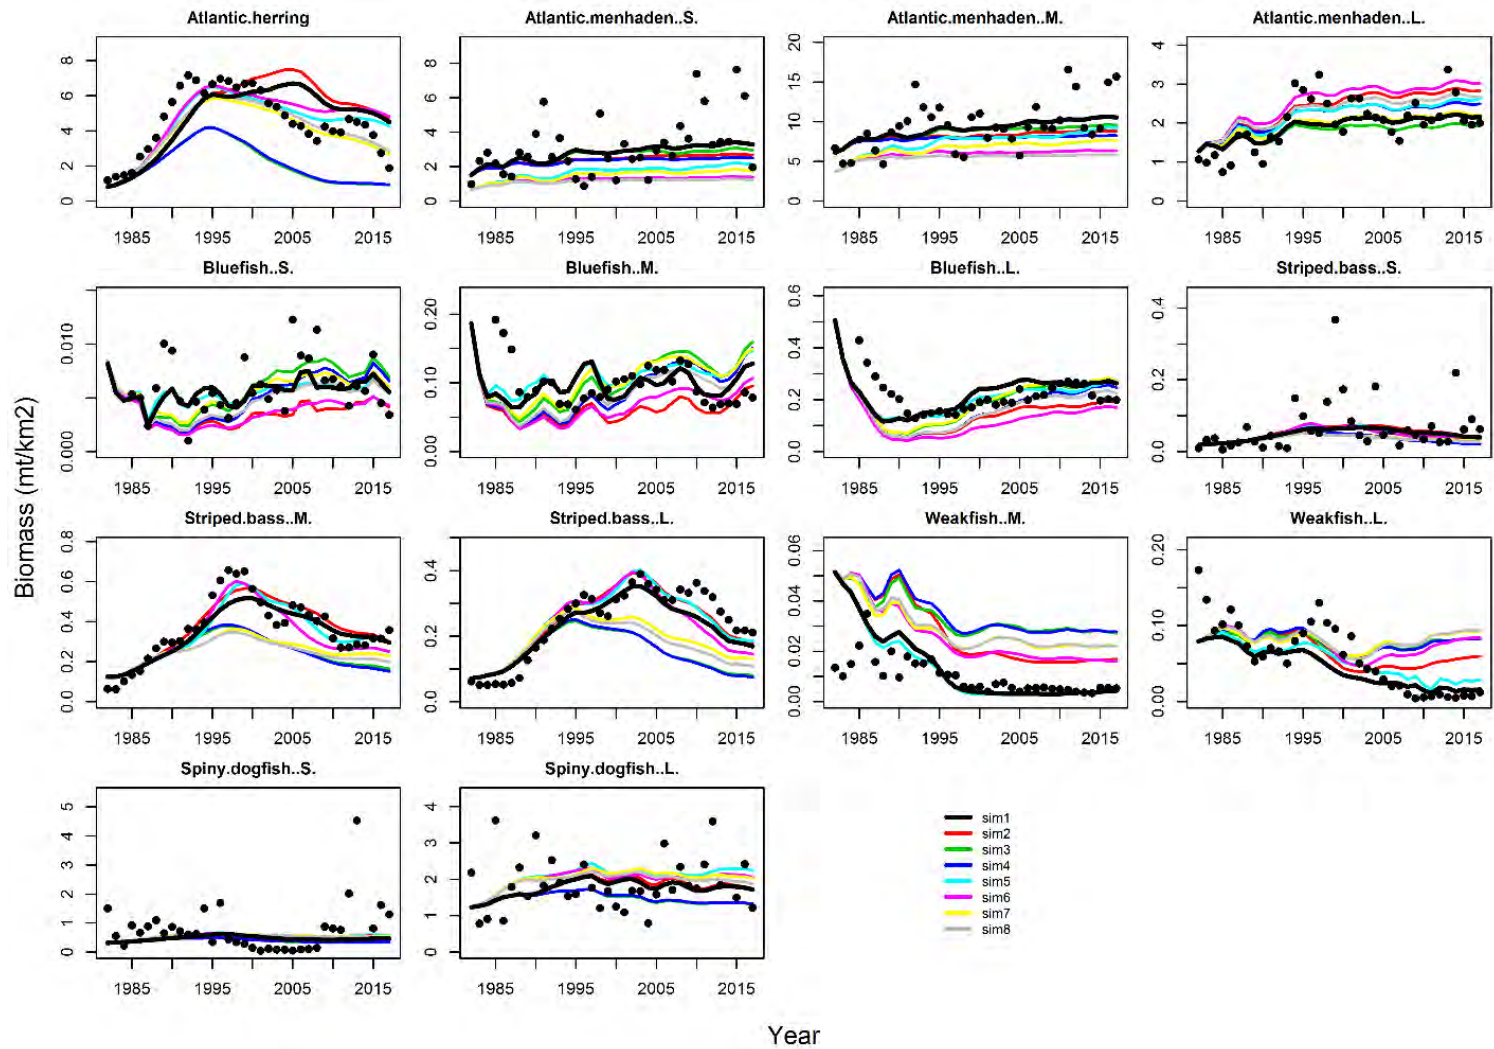 Atlantic.herring Atlantic.menhaden..S. Atlantic.menhaden..M. Atlantic.menhaden..L.
0 2 4 6 8
0 2 4 6 8
0 5 10 15 20
0 1 2 3 4
1985 1995 2005 2015 1985 1995 2005 2015 1985 1995 2005 2015 1985 1995 2005 2015
Bluefish..S. Bluefish..M. Bluefish..L. Striped.bass..S.
0.000 0.010
0.00 0.10 0.20
0.0 0.2 0.4 0.6
0.0 0.2 0.4
1985 1995 2005 2015 1985 1995 2005 2015 1985 1995 2005 2015 1985 1995 2005 2015
Biomass (mt/km2)
Striped.bass..M. Striped.bass..L. Weakfish..M. Weakfish..L.
0.0 0.2 0.4 0.6 0.8
0.0 0.2 0.4
0.00 0.02 0.04 0.06
0.00 0.10 0.20
1985 1995 2005 2015 1985 1995 2005 2015 1985 1995 2005 2015 1985 1995 2005 2015
Spiny.dogfish..S. Spiny.dogfish..L.
0 1 2 3 4 5
0 1 2 3 4
1985 1995 2005 2015 1985 1995 2005 2015
sim1
sim2
sim3
sim4
sim5
sim6
sim7
sim8
Year